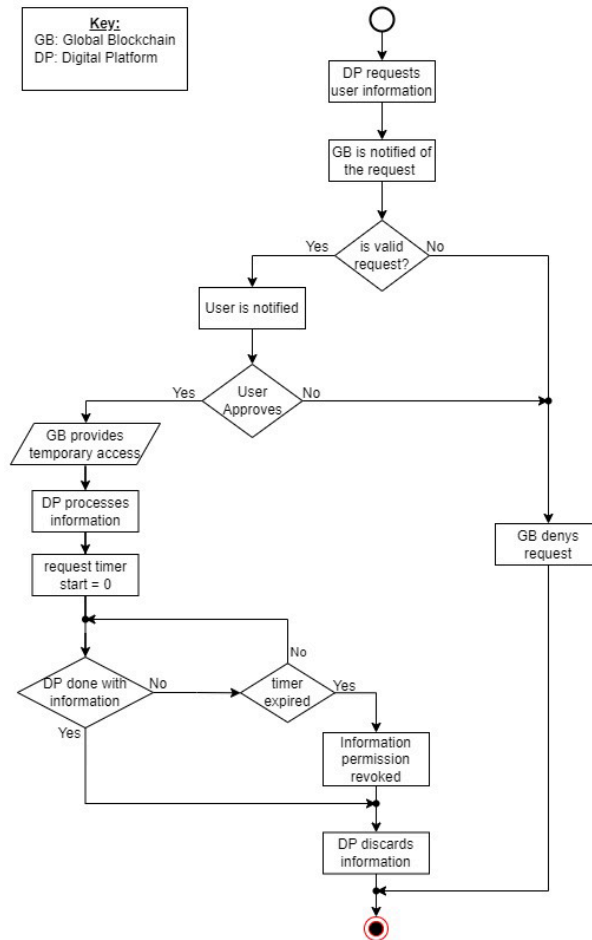 Key:
GB: Global Blockchain
DP: Digital Platform
DP requests
user information
GB is notified of
the request
is valid
request?
Yes
No
User is notified
User
Approves
Yes
No
GB provides
temporary access
DP processes
information
GB denys
request
request timer
start = 0
No
DP done with
information
No
timer
expired
Yes
Yes
Information
permission
revoked
DP discards
information